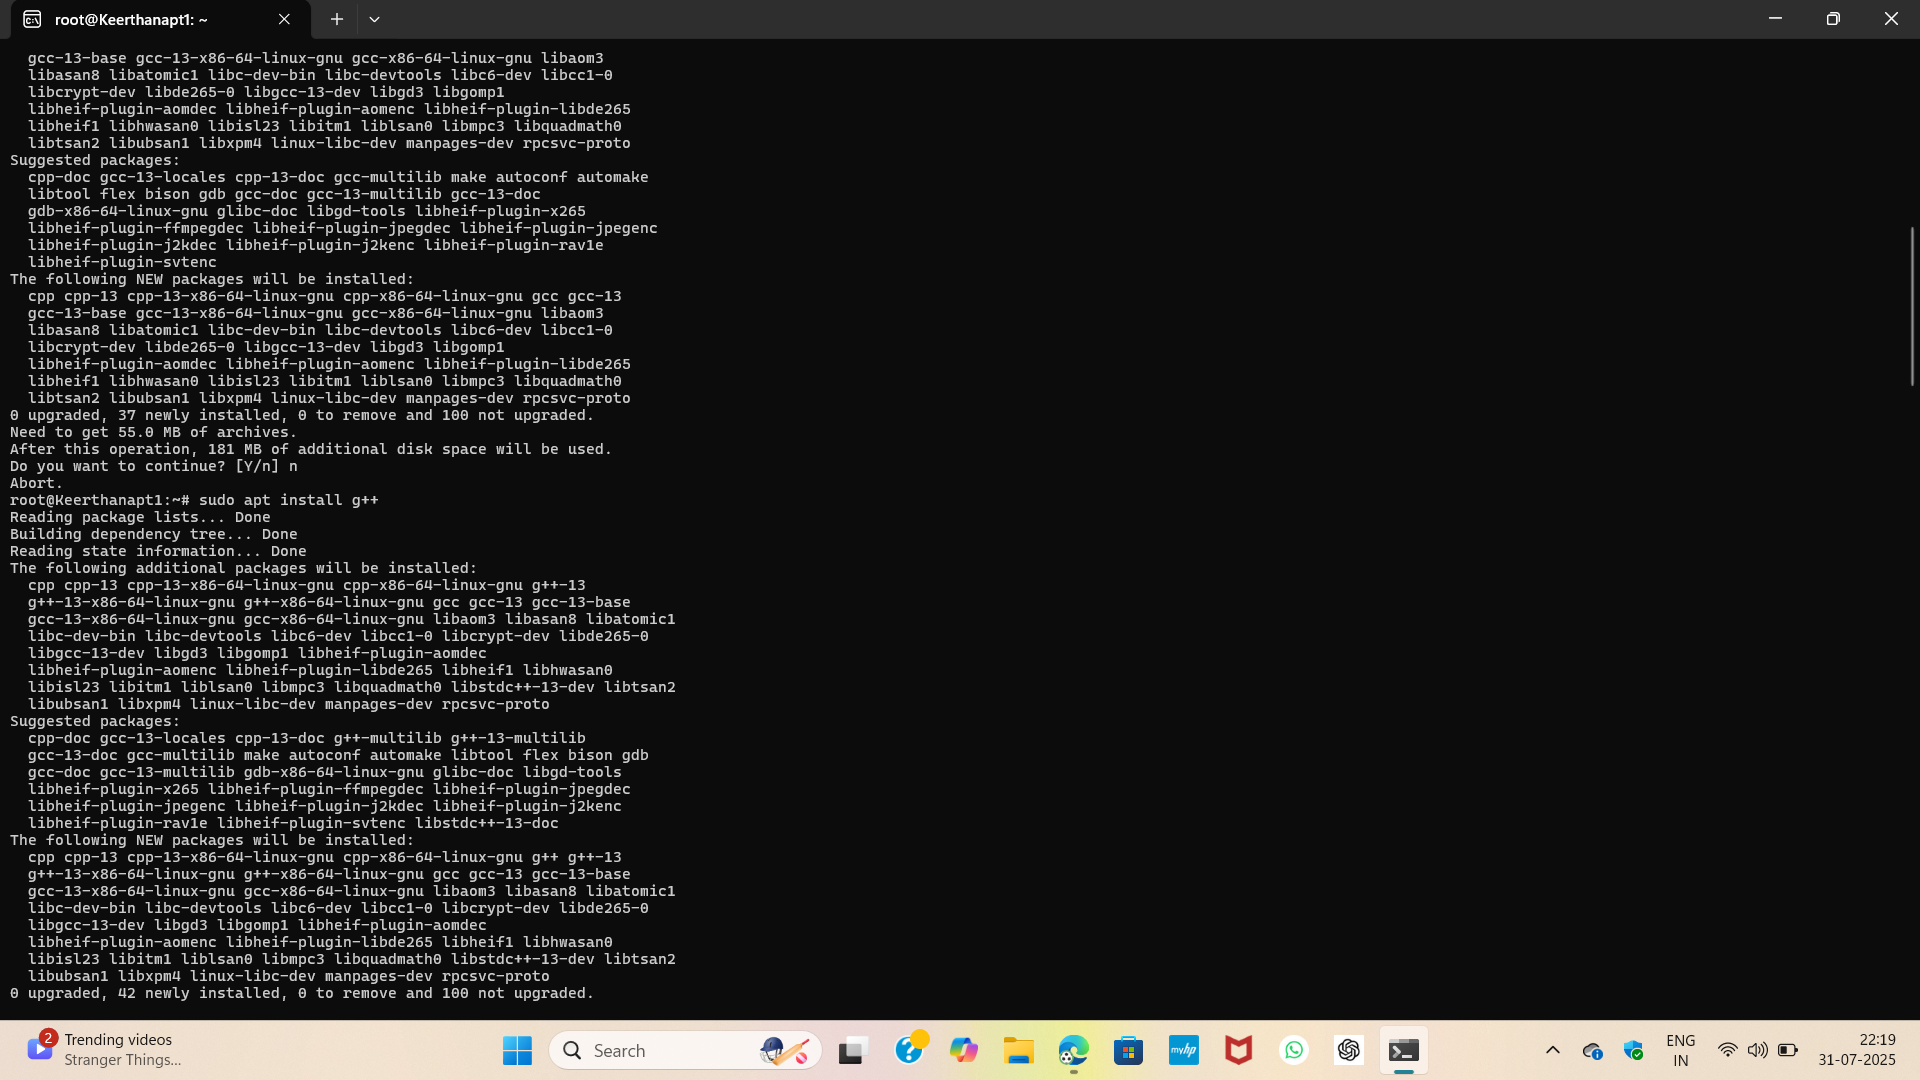 root@Keerthanapt1: ~
gcc-13-base gcc-13-x86-64-linux-gnu gcc-x86-64-linux-gnu libaom3
libasan8 libatomic1 libc-dev-bin libc-devtools libc6-dev libcc1-0
libcrypt-dev libde265-0 libgcc-13-dev libgd3 libgomp1
libheif-plugin-aomdec libheif-plugin-aomenc libheif-plugin-libde265
libheif1 libhwasan0 libisl23 libitm1 liblsan0 libmpc3 libquadmath0
libtsan2 libubsan1 libxpm4 linux-libc-dev manpages-dev rpcsvc-proto
Suggested packages:
cpp-doc gcc-13-locales cpp-13-doc gcc-multilib make autoconf automake
libtool flex bison gdb gcc-doc gcc-13-multilib gcc-13-doc
gdb-x86-64-linux-gnu glibc-doc libgd-tools libheif-plugin-x265
libheif-plugin-ffmpegdec libheif-plugin-jpegdec libheif-plugin-jpegenc
libheif-plugin-j2kdec libheif-plugin-j2kenc libheif-plugin-rav1e
libheif-plugin-svtenc
The following NEW packages will be installed:
cpp cpp-13 cpp-13-x86-64-linux-gnu cpp-x86-64-linux-gnu gcc gcc-13
gcc-13-base gcc-13-x86-64-linux-gnu gcc-x86-64-linux-gnu libaom3
libasan8 libatomic1 libc-dev-bin libc-devtools libc6-dev libcc1-0
libcrypt-dev libde265-0 libgcc-13-dev libgd3 libgomp1
libheif-plugin-aomdec libheif-plugin-aomenc libheif-plugin-libde265
libheif1 libhwasan0 libisl23 libitm1 liblsan0 libmpc3 libquadmath0
libtsan2 libubsan1 libxpm4 linux-libc-dev manpages-dev rpcsvc-proto
0 upgraded, 37 newly installed, 0 to remove and 100 not upgraded.
Need to get 55.0 MB of archives.
After this operation, 181 MB of additional disk space will be used.
Do you want to continue? [Y/n] n
Abort.
root@Keerthanapt1:~# sudo apt install g++
Reading package lists... Done
Building dependency tree... Done
Reading state information... Done
The following additional packages will be installed:
cpp cpp-13 cpp-13-x86-64-linux-gnu cpp-x86-64-linux-gnu g++-13
g++-13-x86-64-linux-gnu g++-x86-64-linux-gnu gcc gcc-13 gcc-13-base
gcc-13-x86-64-linux-gnu gcc-x86-64-linux-gnu libaom3 libasan8 libatomic1
libc-dev-bin libc-devtools libc6-dev libcc1-0 libcrypt-dev libde265-0
libgcc-13-dev libgd3 libgomp1 libheif-plugin-aomdec
libheif-plugin-aomenc libheif-plugin-libde265 libheif1 libhwasan0
libisl23 libitm1 liblsan0 libmpc3 libquadmath0 libstdc++-13-dev libtsan2
libubsan1 libxpm4 linux-libc-dev manpages-dev rpcsvc-proto
Suggested packages:
cpp-doc gcc-13-locales cpp-13-doc g++-multilib g++-13-multilib
gcc-13-doc gcc-multilib make autoconf automake libtool flex bison gdb
gcc-doc gcc-13-multilib gdb-x86-64-linux-gnu glibc-doc libgd-tools
libheif-plugin-x265 libheif-plugin-ffmpegdec libheif-plugin-jpegdec
libheif-plugin-jpegenc libheif-plugin-j2kdec libheif-plugin-j2kenc
libheif-plugin-rav1e libheif-plugin-svtenc libstdc++-13-doc
The following NEW packages will be installed:
cpp cpp-13 cpp-13-x86-64-linux-gnu cpp-x86-64-linux-gnu g++ g++-13
g++-13-x86-64-linux-gnu g++-x86-64-linux-gnu gcc gcc-13 gcc-13-base
gcc-13-x86-64-linux-gnu gcc-x86-64-linux-gnu libaom3 libasan8 libatomic1
libc-dev-bin libc-devtools libc6-dev libcc1-0 libcrypt-dev libde265-0
libgcc-13-dev libgd3 libgomp1 libheif-plugin-aomdec
libheif-plugin-aomenc libheif-plugin-libde265 libheif1 libhwasan0
libisl23 libitm1 liblsan0 libmpc3 libquadmath0 libstdc++-13-dev libtsan2
libubsan1 libxpm4 linux-libc-dev manpages-dev rpcsvc-proto
0 upgraded, 42 newly installed, 0 to remove and 100 not upgraded.
2
Trending videos
Stranger Things...
Search
myhp
ENG
IN
22:19
31-07-2025